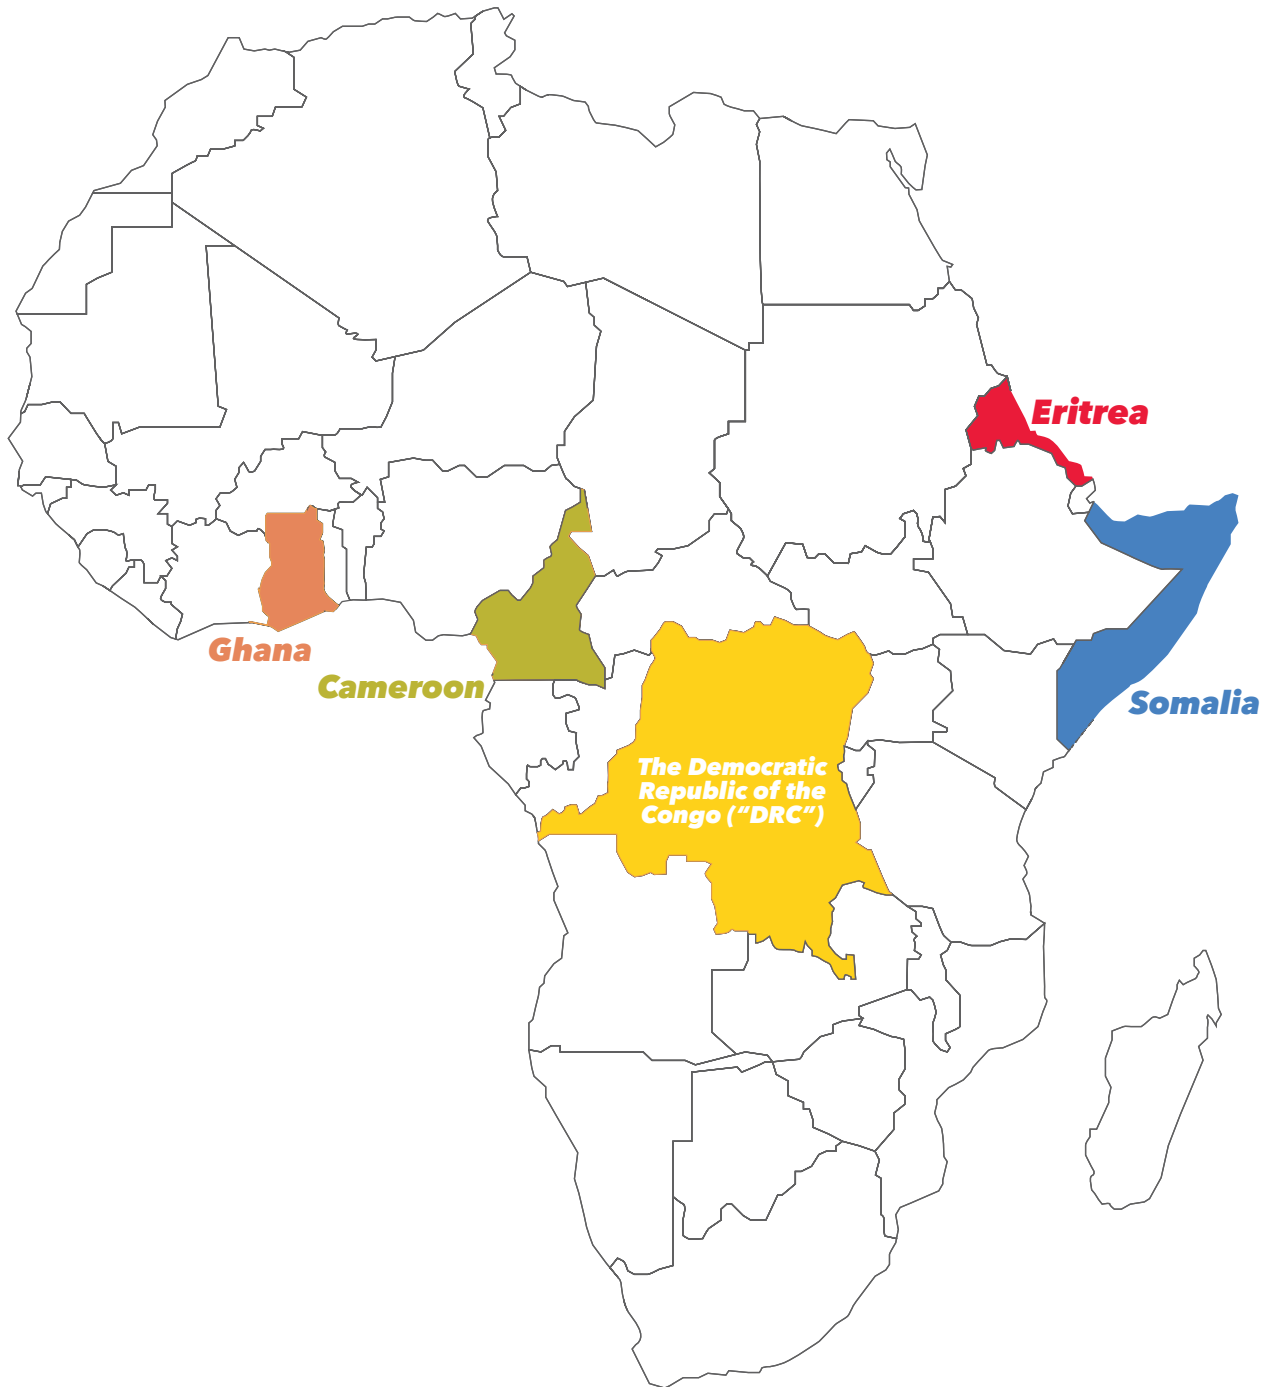 Eritrea
Ghana
Cameroon
Somalia
The Democratic
Republic of the
Congo (“DRC”)